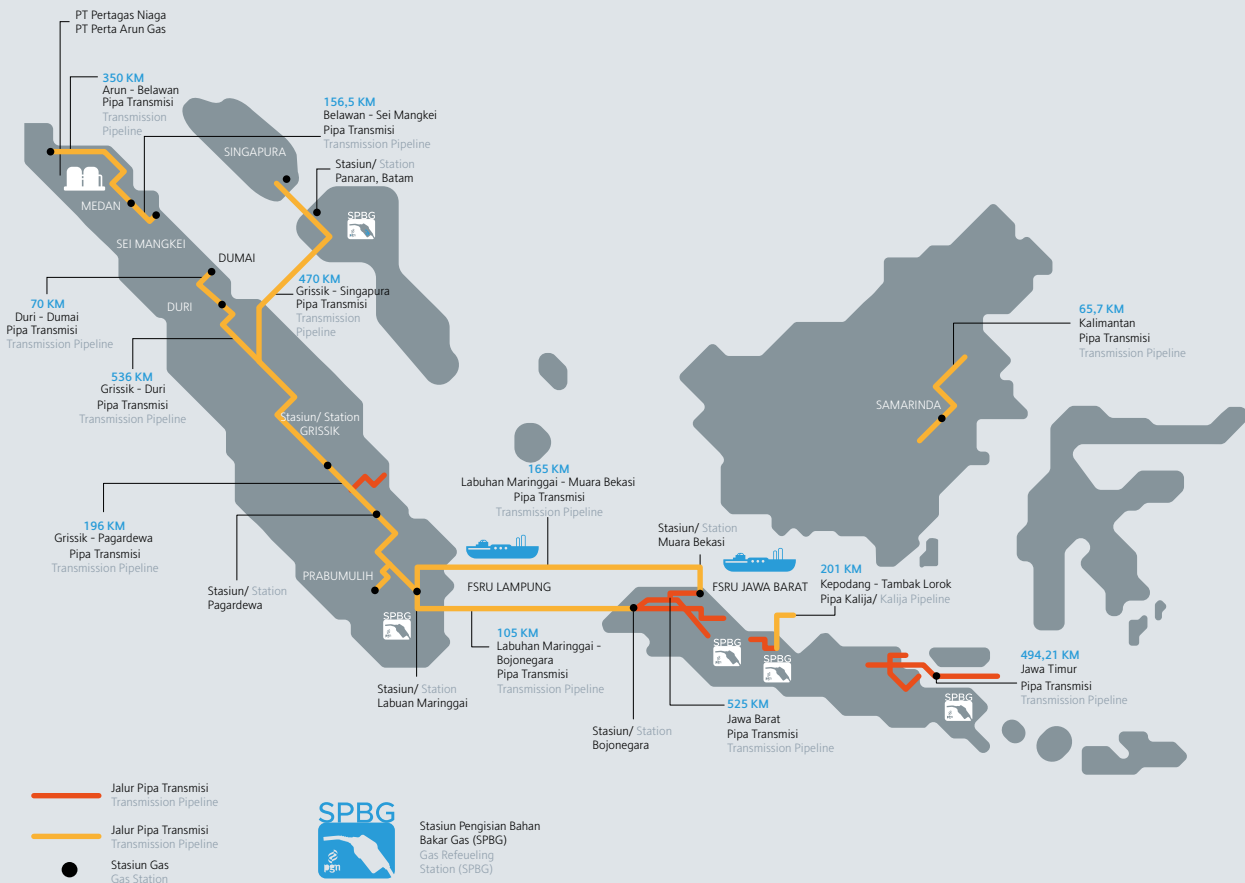 PT Pertagas Niaga
PT Perta Arun Gas
350 KM
Arun - Belawan
Pipa Transmisi
Transmission
Pipeline
156,5 KM
Belawan - Sei Mangkei
Pipa Transmisi
Transmission Pipeline
SINGAPURA
Stasiun/ Station
Panaran, Batam
MEDAN
SPBG
SEI MANGKEI
DUMAI
470 KM
Grissik - Singapura
Pipa Transmisi
Transmission
Pipeline
70 KM
Duri - Dumai
Pipa Transmisi
Transmission Pipeline
DURI
65,7 KM
Kalimantan
Pipa Transmisi
Transmission Pipeline
536 KM
Grissik - Duri
Pipa Transmisi
Transmission Pipeline
SAMARINDA
Stasiun/ Station
GRISSIK
165 KM
Labuhan Maringgai - Muara Bekasi
Pipa Transmisi
Transmission Pipeline
196 KM
Grissik - Pagardewa
Pipa Transmisi
Transmission Pipeline
Stasiun/ Station
Muara Bekasi
Stasiun/ Station
Pagardewa
PRABUMULIH
FSRU LAMPUNG
FSRU JAWA BARAT
201 KM
Kepodang - Tambak Lorok
Pipa Kalija/ Kalija Pipeline
SPBG
105 KM
Labuhan Maringgai -
Bojonegara
Pipa Transmisi
Transmission Pipeline
SPBG
SPBG
494,21 KM
Jawa Timur
Pipa Transmisi
Transmission Pipeline
Stasiun/ Station
Labuan Maringgai
SPBG
525 KM
Jawa Barat
Pipa Transmisi
Transmission Pipeline
Stasiun/ Station
Bojonegara
Jalur Pipa Transmisi
Transmission Pipeline
Jalur Pipa Transmisi
Transmission Pipeline
Stasiun Gas
Gas Station
SPBG
pgn
Stasiun Pengisian Bahan
Bakar Gas (SPBG)
Gas Refueling
Station (SPBG)